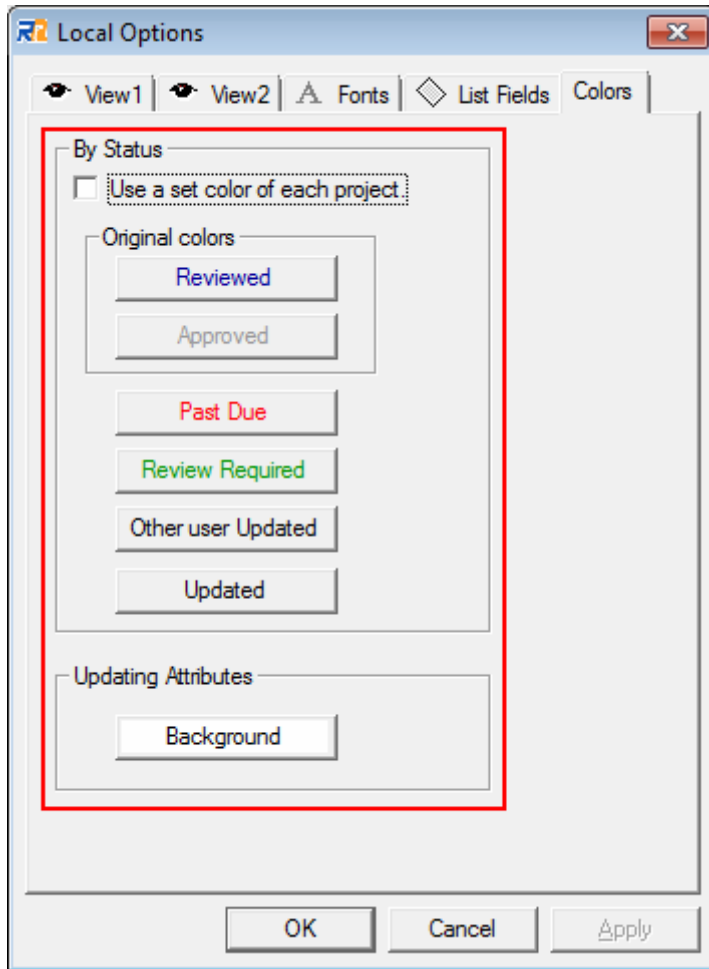 Local Options
View1 View2 Fonts List Fields Colors
By Status
Use a set color of each project.
Original colors
Reviewed
Approved
Past Due
Review Required
Other user Updated
Updated
Updating Attributes
Background
OK Cancel Apply